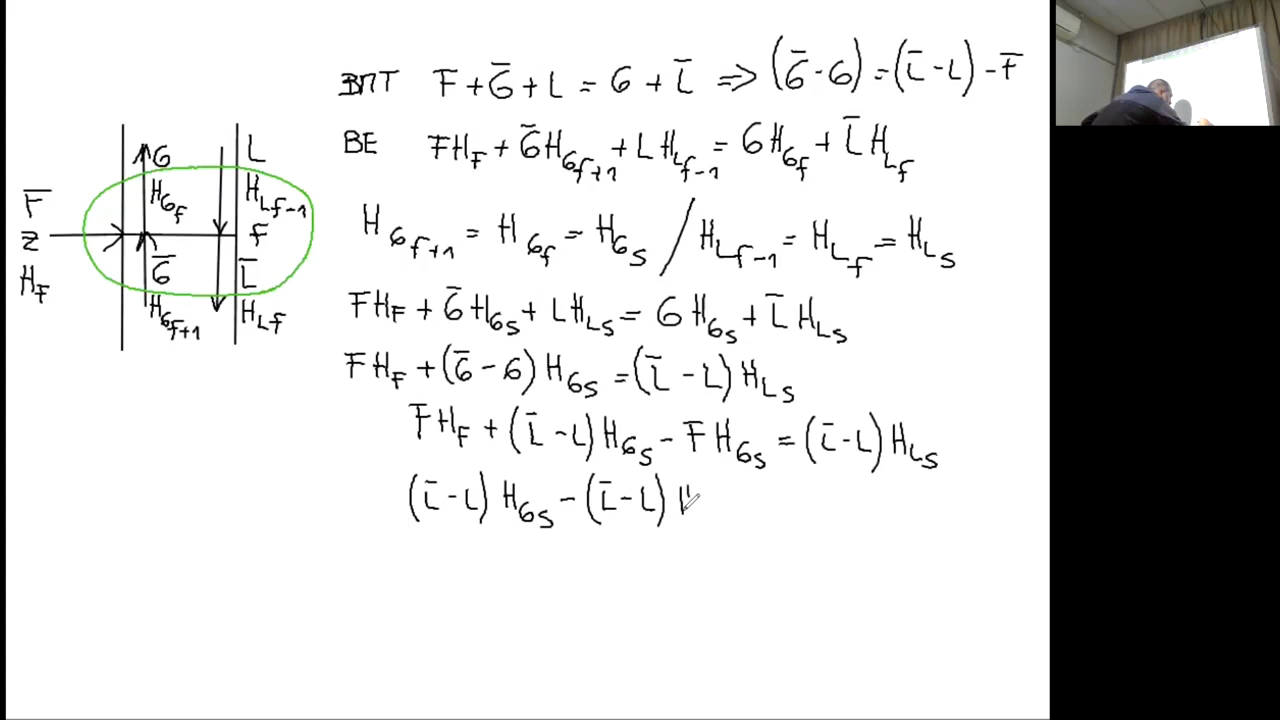 G L
H_{G_f} H_{L_{f-1}}
F̄
z f
H_F Ḡ L̄
H_{G_{f+1}} H_{L_f}
F + Ḡ + L = G + L̄ ⇒ (Ḡ - G) = (L̄ - L) - F
BE FH_F + ḠH_{G_{f+1}} + LH_{L_{f-1}} = GH_{G_f} + L̄H_{L_f}
H_{G_{f+1}} = H_{G_f} = H_{G_s} / H_{L_{f-1}} = H_{L_f} = H_{L_s}
FH_F + ḠH_{G_s} + LH_{L_s} = GH_{G_s} + L̄H_{L_s}
FH_F + (Ḡ - G)H_{G_s} = (L̄ - L)H_{L_s}
FH_F + (L̄ - L)H_{G_s} - FH_{G_s} = (L̄ - L)H_{L_s}
(L̄ - L)H_{G_s} - (L̄ - L)